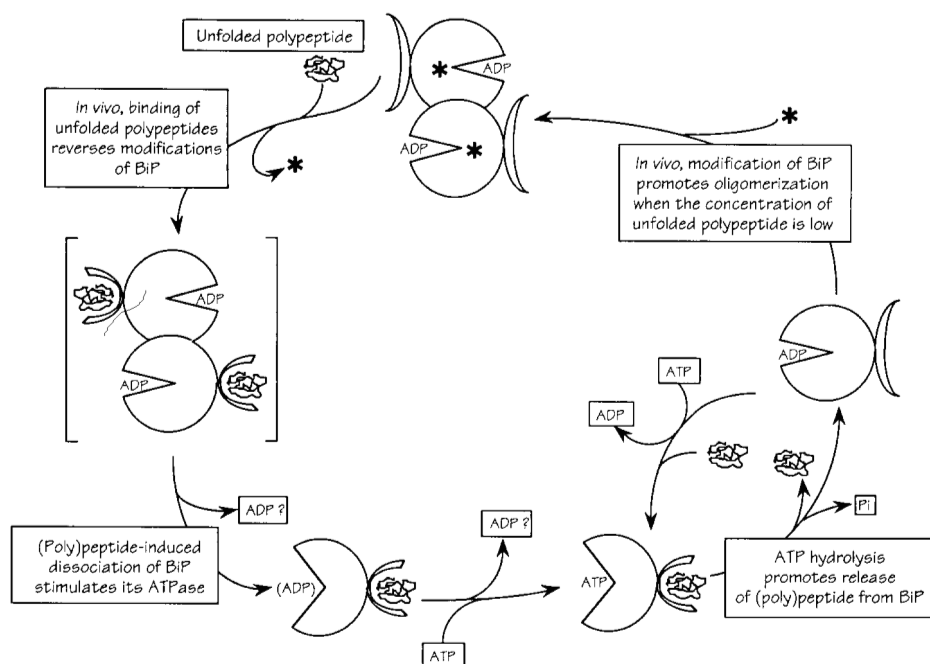 Unfolded polypeptide
ADP
*
ADP
*
*
*
In vivo, binding of
unfolded polypeptides
reverses modifications
of BiP
In vivo, modification of BiP
promotes oligomerization
when the concentration of
unfolded polypeptide is low
ADP
ADP
ADP
ATP
ADP
Pi
ADP ?
(Poly)peptide-induced
dissociation of BiP
stimulates its ATPase
(ADP)
ADP ?
ATP
ATP
ATP hydrolysis
promotes release
of (poly)peptide from BiP